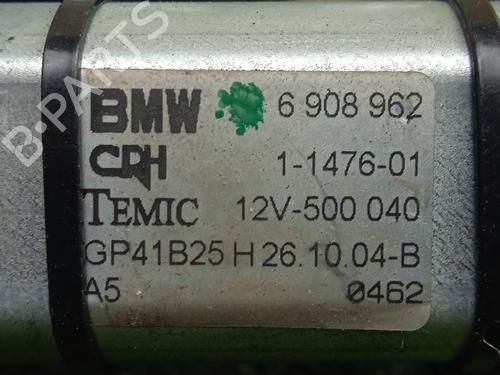 BMW 6 908 962
CRH 1-1476-01
TEMIC 12V-500 040
GP41B25 H 26.10.04-B
A5 0462
B-PARTS